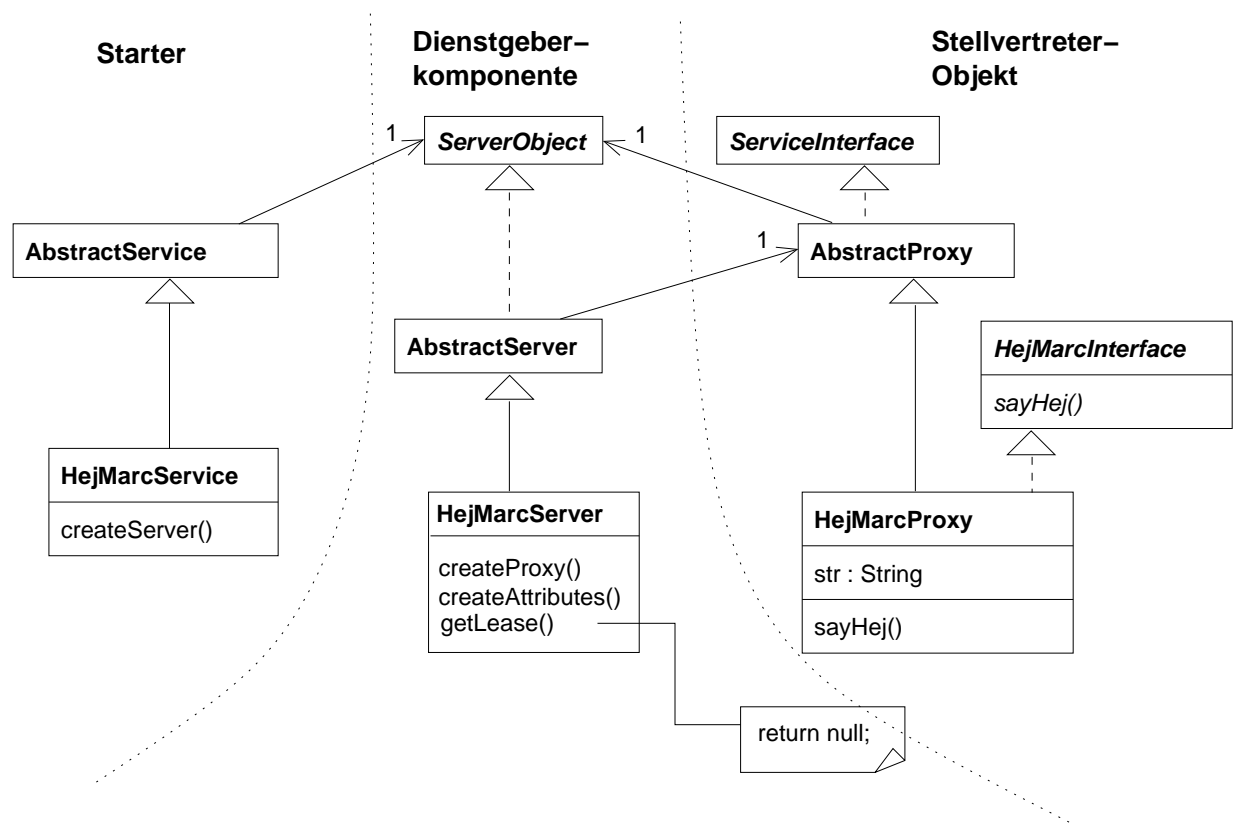 Starter
Dienstgeber−
komponente
Stellvertreter−
Objekt
1
ServerObject
1
ServiceInterface
AbstractService
1
AbstractProxy
AbstractServer
HejMarcInterface
sayHej()
HejMarcService
createServer()
HejMarcServer
createProxy()
createAttributes()
getLease()
HejMarcProxy
str : String
sayHej()
return null;